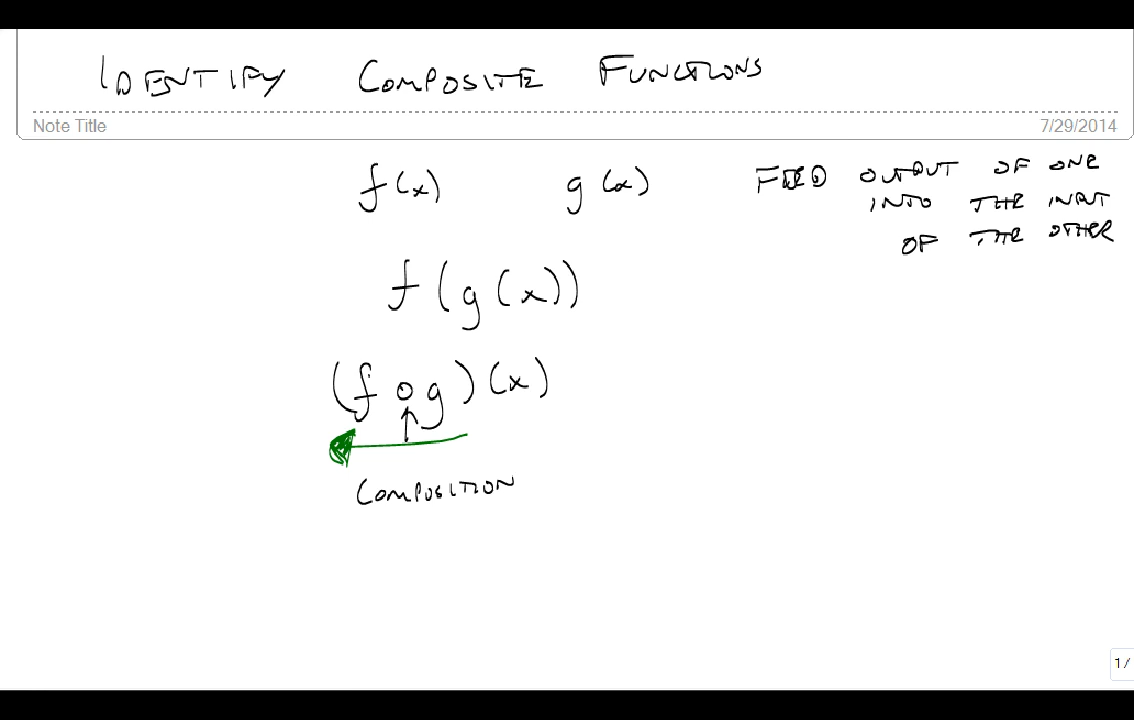 IDENTIFY COMPOSITE FUNCTIONS
Note Title
7/29/2014
f(x) g(x) FEED OUTPUT OF ONE
INTO THE INPUT
OF THE OTHER
f(g(x))
(f o g)(x)
COMPOSITION
1/